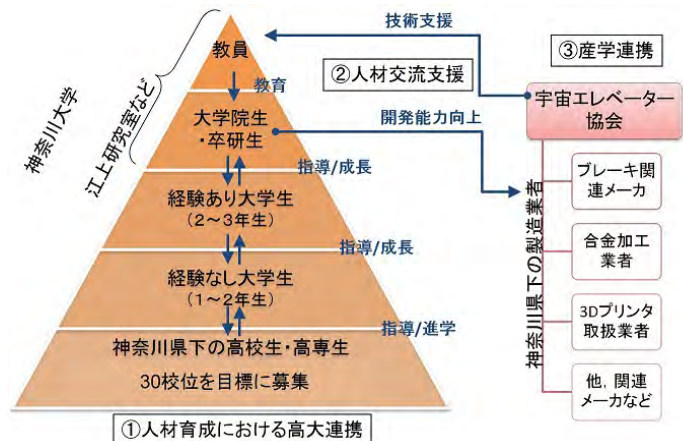 技術支援
③産学連携
教員
②人材交流支援
神奈川大学
江上研究室など
教育
宇宙エレベーター
協会
大学院生
・卒研生
開発能力向上
指導/成長
神奈川県下の製造業者
ブレーキ関
連メーカ
経験あり大学生
(2～3年生)
合金加工
業者
指導/成長
経験なし大学生
(1～2年生)
3Dプリンタ
取扱業者
指導/進学
神奈川県下の高校生・高専生
30校位を目標に募集
他，関連
メーカなど
①人材育成における高大連携